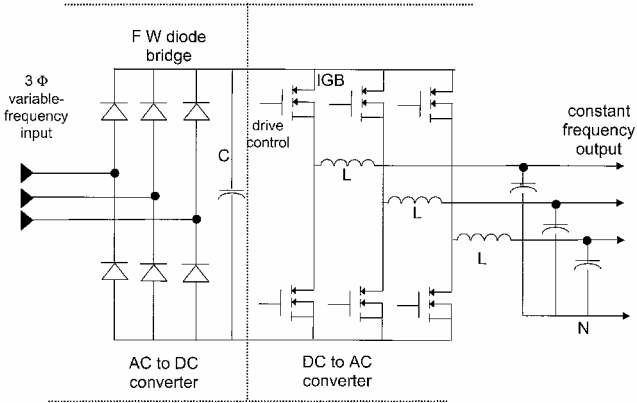 F W diode
bridge
3 Φ
variable-
frequency
input
IGB
drive
control
C
constant
frequency
output
L
L
L
N
AC to DC
converter
DC to AC
converter